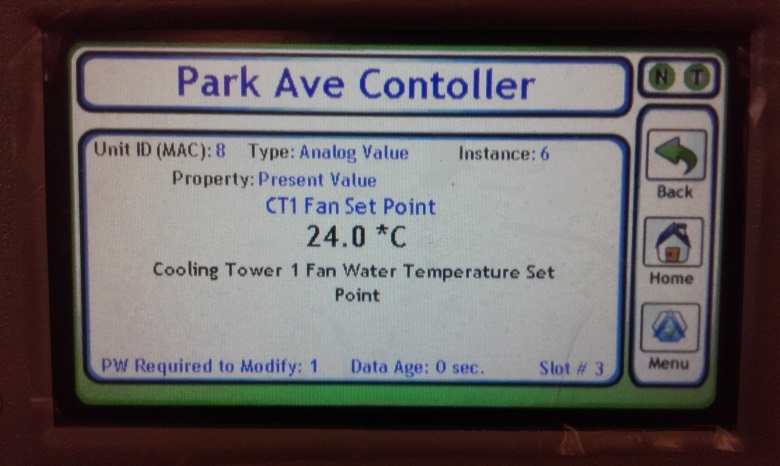 Park Ave Contoller
N T
Unit ID (MAC): 8 Type: Analog Value Instance: 6
Property: Present Value
CT1 Fan Set Point
24.0 *C
Cooling Tower 1 Fan Water Temperature Set
Point
PW Required to Modify: 1 Data Age: 0 sec. Slot # 3
Back
Home
Menu